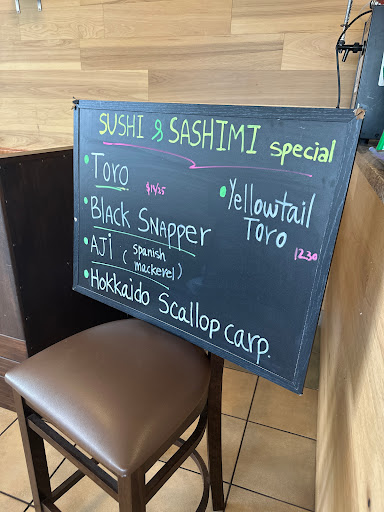 SUSHI & SASHIMI special
• Toro
$14/25
• Black Snapper
• AJi ( spanish
mackerel )
• Hokkaido Scallop carp.
• Yellowtail
Toro
12.30